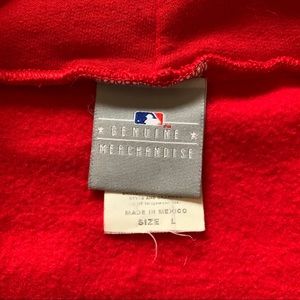 GENUINE
MERCHANDISE
MADE IN MEXICO
SIZE L